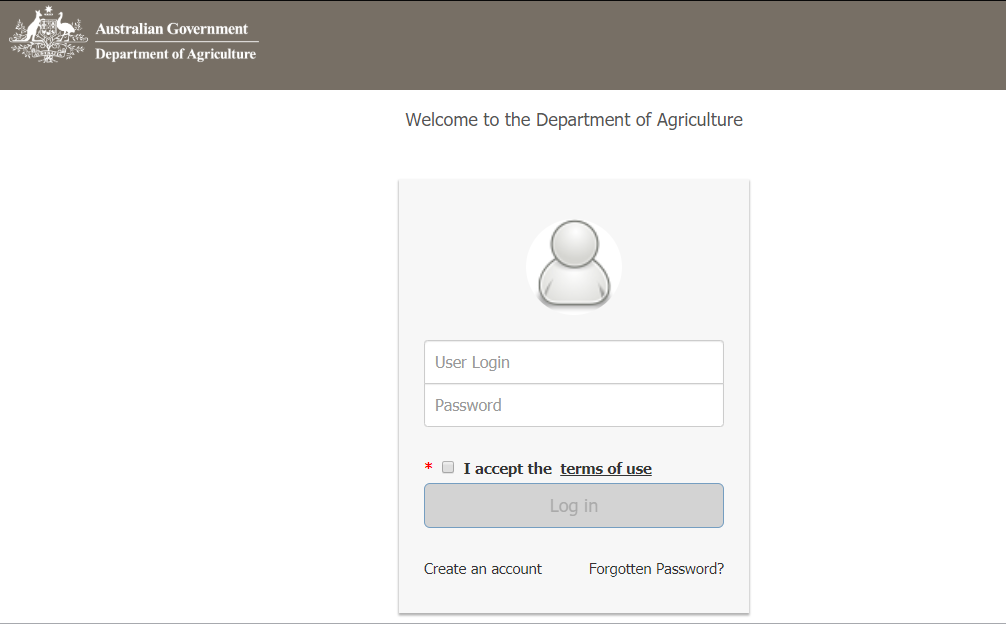 Australian Government
Department of Agriculture
Welcome to the Department of Agriculture
User Login
Password
* I accept the terms of use
Log in
Create an account Forgotten Password?